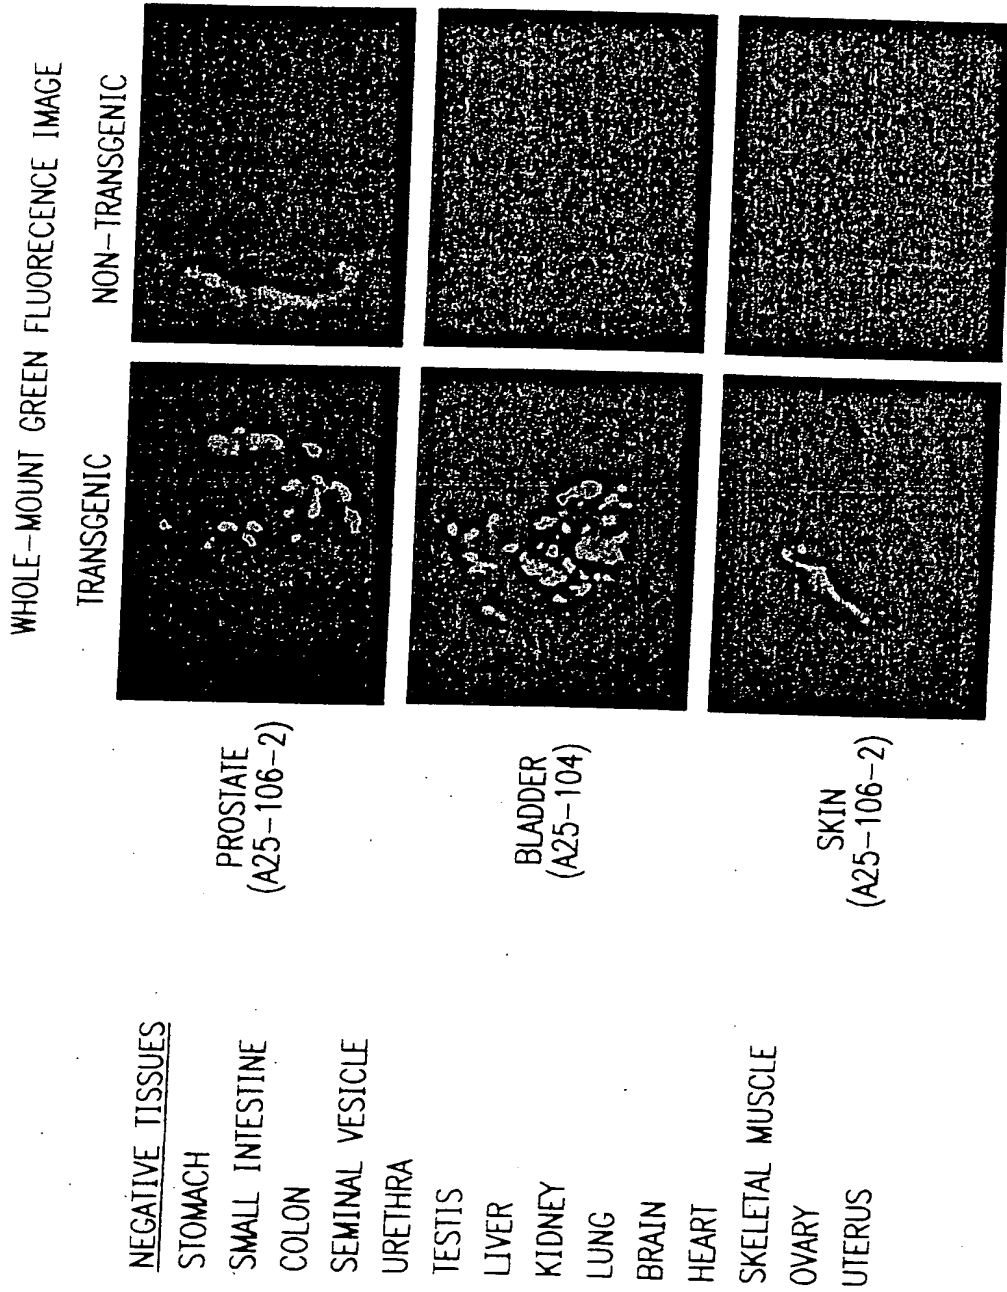 WHOLE-MOUNT GREEN FLUORECENCE IMAGE
TRANSGENIC
NON-TRANSGENIC
PROSTATE
(A25-106-2)
BLADDER
(A25-104)
SKIN
(A25-106-2)
NEGATIVE TISSUES
STOMACH
SMALL INTESTINE
COLON
SEMINAL VESICLE
URETHRA
TESTIS
LIVER
KIDNEY
LUNG
BRAIN
HEART
SKELETAL MUSCLE
OVARY
UTERUS